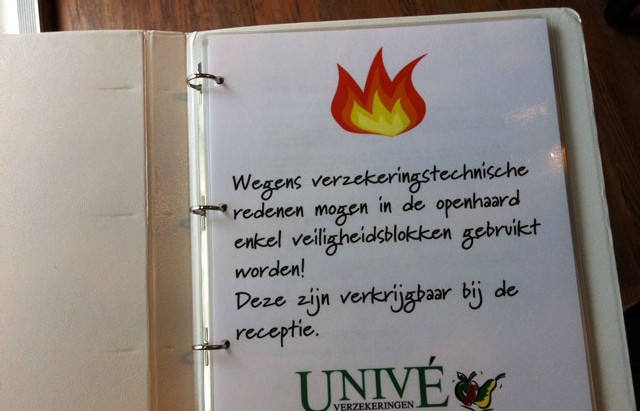 Wegens verzekeringstechnische
redenen mogen in de openhaard
enkel veiligheidsblokken gebruikt
worden!
Deze zijn verkrijgbaar bij de
receptie.
UNIVÉ
VERZEKERINGEN